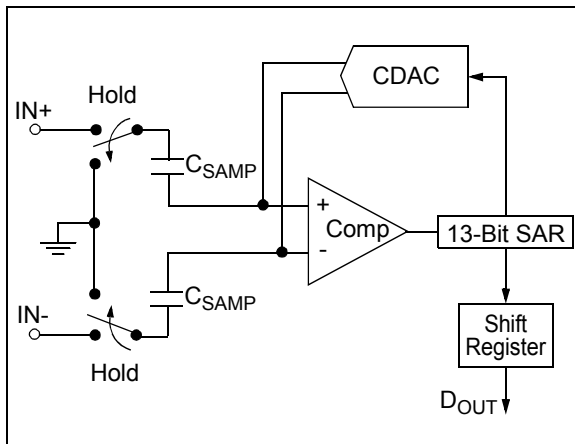 CDAC
Hold
IN+
CSAMP
+
Comp
-
13-Bit SAR
CSAMP
IN-
Hold
Shift
Register
DOUT